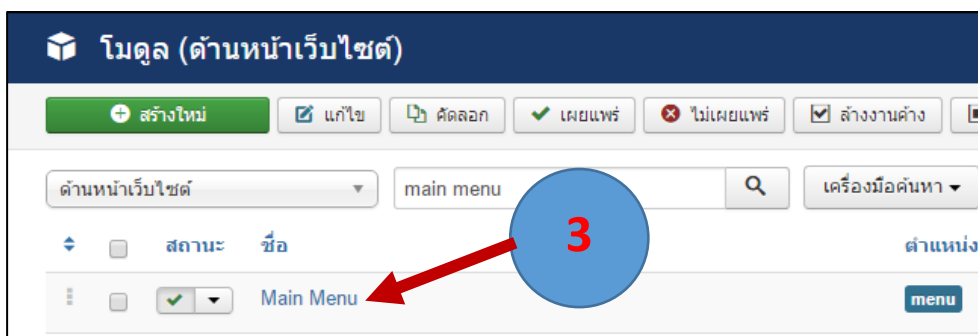 โมดูล (ด้านหน้าเว็บไซต์)
สร้างใหม่ แก้ไข คัดลอก เผยแพร่ ไม่เผยแพร่ ล้างงานค้าง
ด้านหน้าเว็บไซต์ main menu เครื่องมือค้นหา
3
สถานะ ชื่อ ตำแหน่ง
Main Menu menu